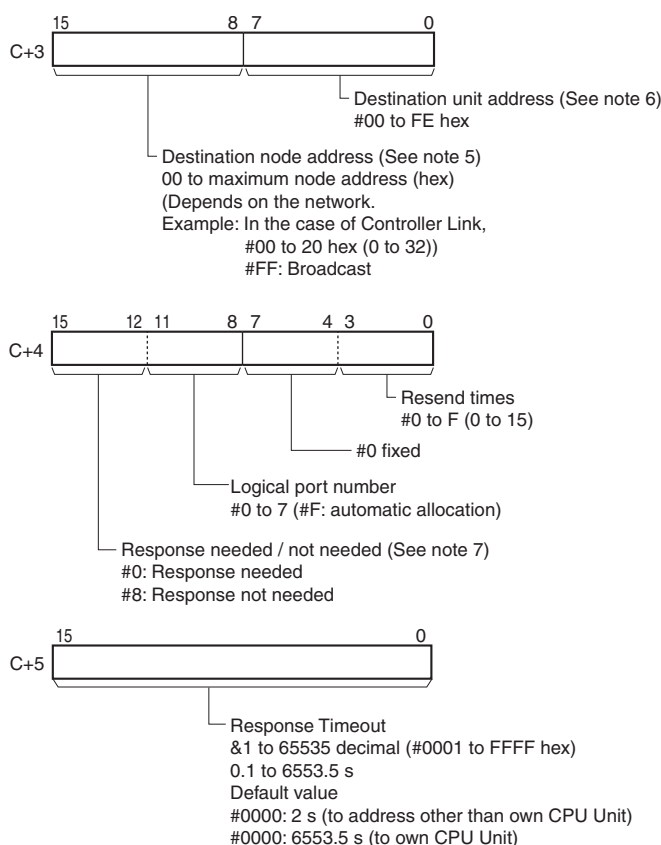 15 8 7 0
C+3
Destination unit address (See note 6)
#00 to FE hex
Destination node address (See note 5)
00 to maximum node address (hex)
(Depends on the network.
Example: In the case of Controller Link,
#00 to 20 hex (0 to 32))
#FF: Broadcast
15 12 11 8 7 4 3 0
C+4
Resend times
#0 to F (0 to 15)
#0 fixed
Logical port number
#0 to 7 (#F: automatic allocation)
Response needed / not needed (See note 7)
#0: Response needed
#8: Response not needed
15 0
C+5
Response Timeout
&1 to 65535 decimal (#0001 to FFFF hex)
0.1 to 6553.5 s
Default value
#0000: 2 s (to address other than own CPU Unit)
#0000: 6553.5 s (to own CPU Unit)